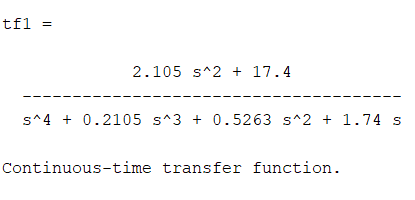 tf1 =
2.105 s^2 + 17.4
---------------------------------------
s^4 + 0.2105 s^3 + 0.5263 s^2 + 1.74 s
Continuous-time transfer function.